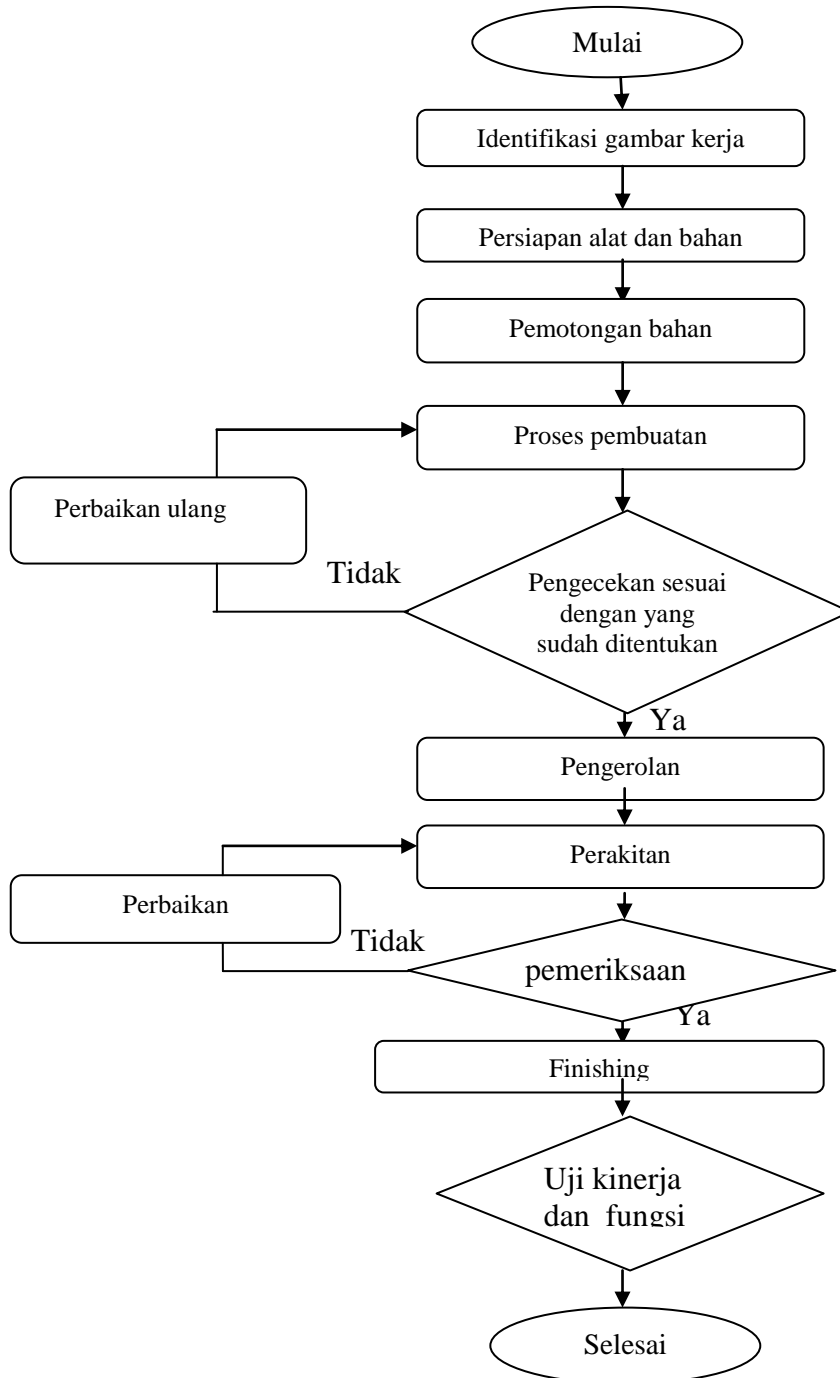 Mulai
Identifikasi gambar kerja
Persiapan alat dan bahan
Pemotongan bahan
Proses pembuatan
Perbaikan ulang
Tidak
Pengecekan sesuai
dengan yang
sudah ditentukan
Ya
Pengerolan
Perakitan
Perbaikan
Tidak
pemeriksaan
Ya
Finishing
Uji kinerja
dan fungsi
Selesai